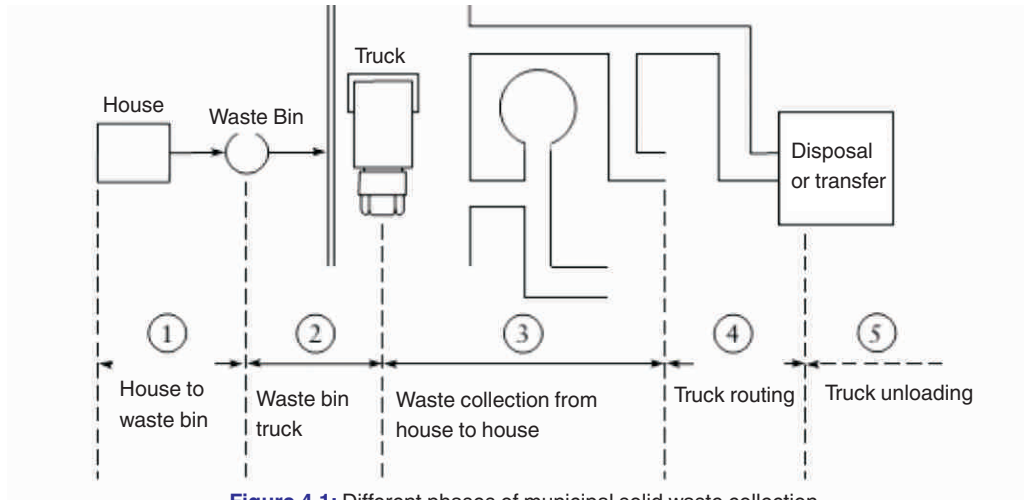 Truck
House
Waste Bin
Disposal
or transfer
1
2
3
4
5
House to
waste bin
Waste bin
truck
Waste collection from
house to house
Truck routing
Truck unloading
Figure 4.1: Different phases of municipal solid waste collection